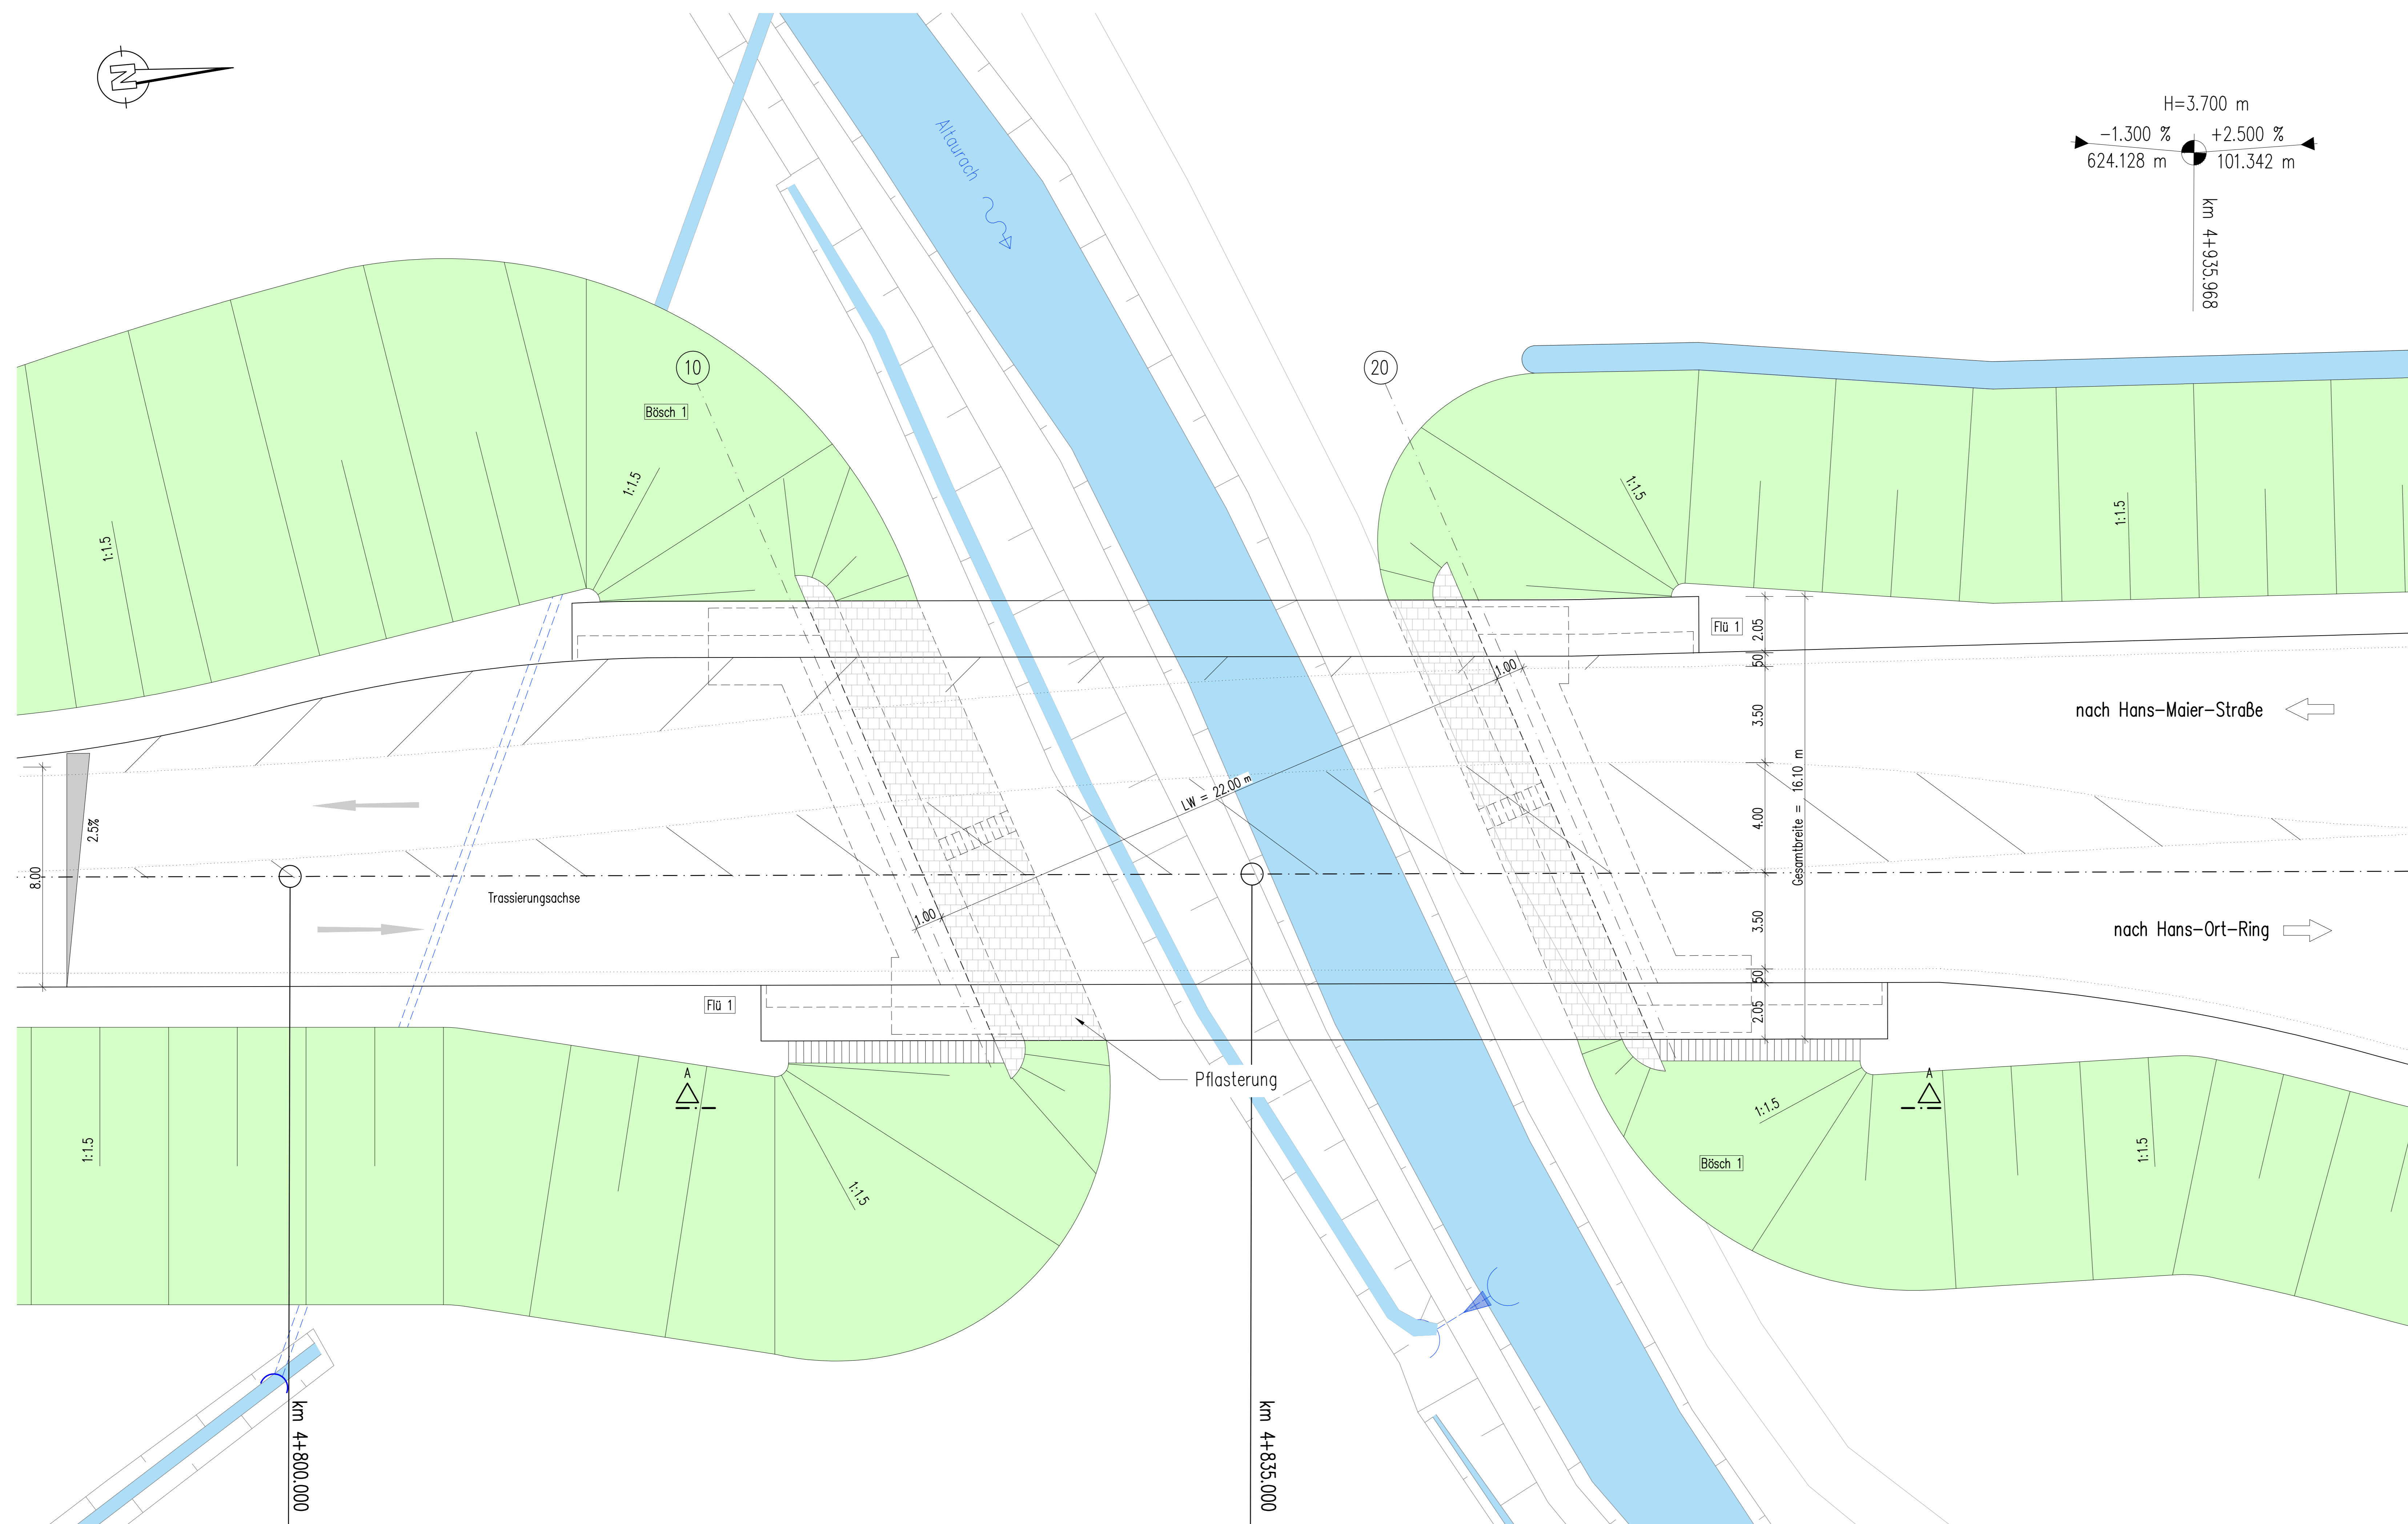 N
H=3.700 m
-1.300 %
+2.500 %
624.128 m
101.342 m
km 4+935.968
Altaurach
10
Bösch 1
20
1:1.5
1:1.5
1:1.5
1:1.5
Flü 1
2.05
50
3.50
4.00
3.50
50
2.05
Gesamtbreite = 16.10 m
1.00
LW = 22.00 m
1.00
nach Hans-Maier-Straße
nach Hans-Ort-Ring
2.5%
8.00
Trassierungsachse
Flü 1
A
Pflasterung
A
1:1.5
1:1.5
1:1.5
1:1.5
Bösch 1
km 4+800.000
km 4+835.000